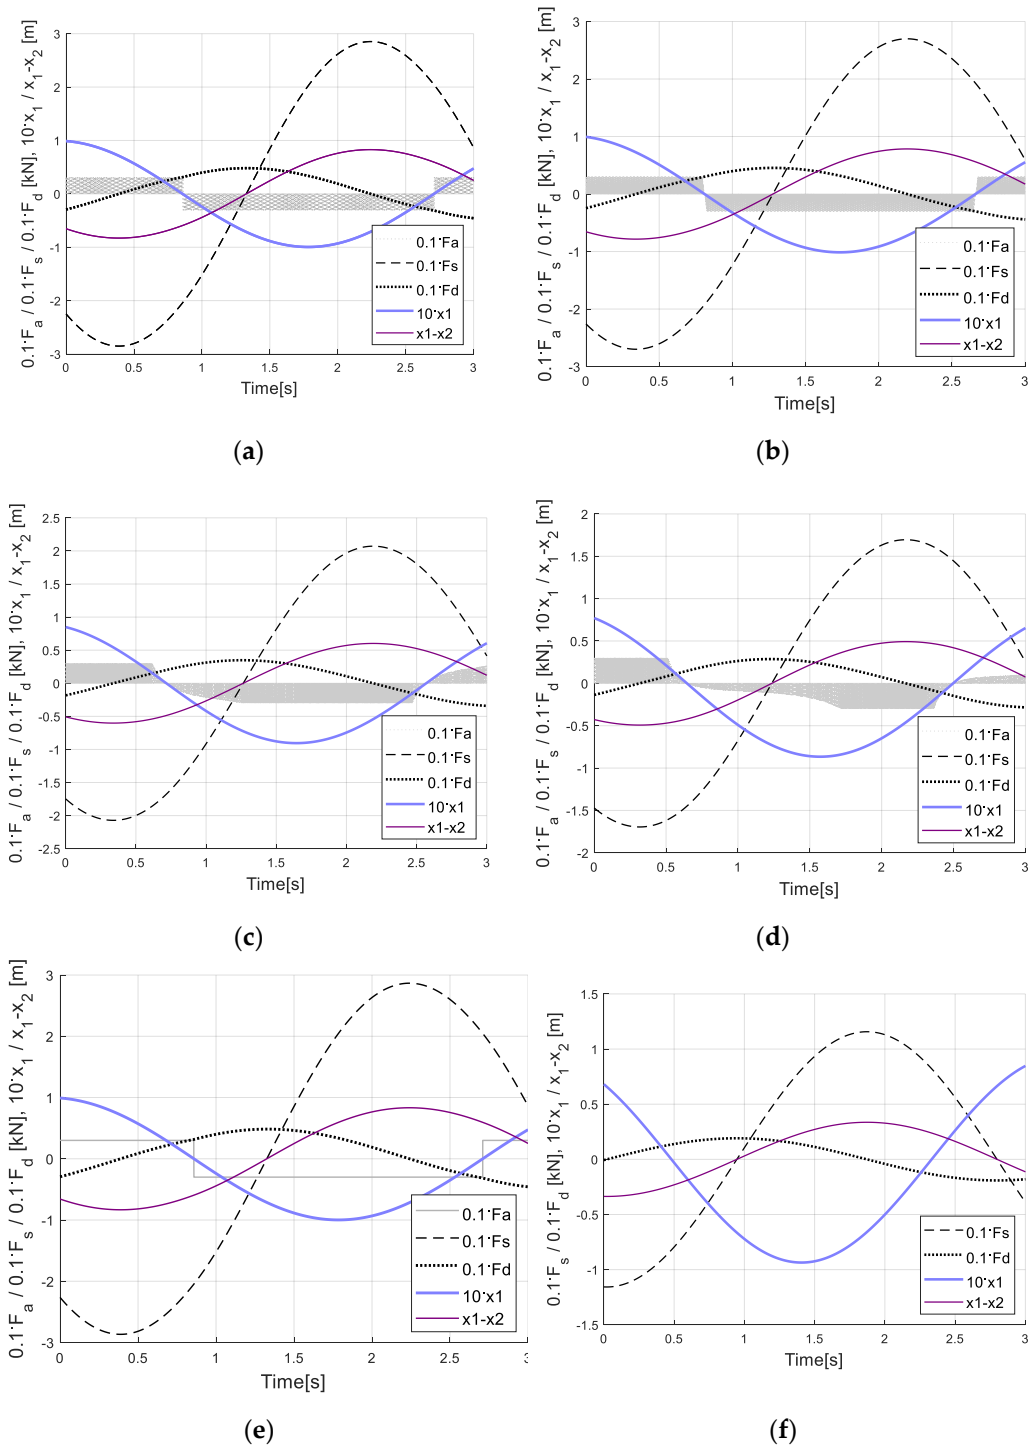 0.1·Fa / 0.1·Fs / 0.1·Fd [kN], 10·x1 / x1-x2 [m]
3
2
1
0
-1
-2
-3
0 0.5 1 1.5 2 2.5 3
Time[s]
0.1·Fa
0.1·Fs
0.1·Fd
10·x1
x1-x2
(a)
0.1·Fa / 0.1·Fs / 0.1·Fd [kN], 10·x1 / x1-x2 [m]
3
2
1
0
-1
-2
-3
0 0.5 1 1.5 2 2.5 3
Time[s]
0.1·Fa
0.1·Fs
0.1·Fd
10·x1
x1-x2
(b)
0.1·Fa / 0.1·Fs / 0.1·Fd [kN], 10·x1 / x1-x2 [m]
2.5
2
1.5
1
0.5
0
-0.5
-1
-1.5
-2
-2.5
0 0.5 1 1.5 2 2.5 3
Time[s]
0.1·Fa
0.1·Fs
0.1·Fd
10·x1
x1-x2
(c)
0.1·Fa / 0.1·Fs / 0.1·Fd [kN], 10·x1 / x1-x2 [m]
2
1.5
1
0.5
0
-0.5
-1
-1.5
-2
0 0.5 1 1.5 2 2.5 3
Time[s]
0.1·Fa
0.1·Fs
0.1·Fd
10·x1
x1-x2
(d)
0.1·Fa / 0.1·Fs / 0.1·Fd [kN], 10·x1 / x1-x2 [m]
3
2
1
0
-1
-2
-3
0 0.5 1 1.5 2 2.5 3
Time[s]
0.1·Fa
0.1·Fs
0.1·Fd
10·x1
x1-x2
(e)
0.1·Fs / 0.1·Fd [kN], 10·x1 / x1-x2 [m]
1.5
1
0.5
0
-0.5
-1
-1.5
0 0.5 1 1.5 2 2.5 3
Time[s]
0.1·Fs
0.1·Fd
10·x1
x1-x2
(f)